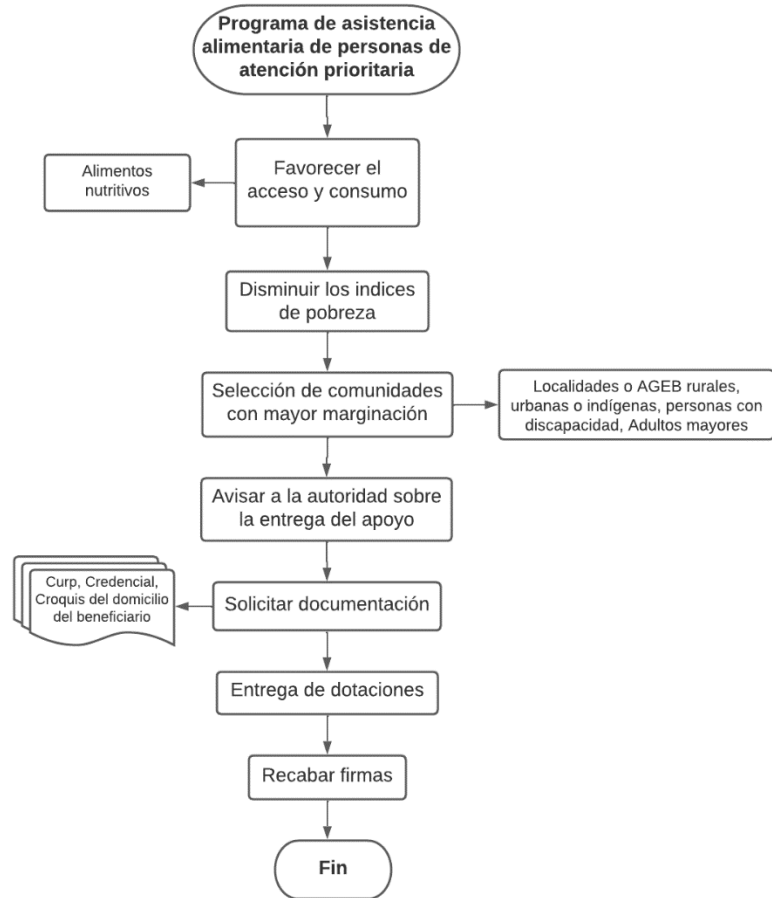 Programa de asistencia
alimentaria de personas de
atención prioritaria
Favorecer el
acceso y consumo
Alimentos
nutritivos
Disminuir los indices
de pobreza
Selección de comunidades
con mayor marginación
Localidades o AGEB rurales,
urbanas o indígenas, personas con
discapacidad, Adultos mayores
Avisar a la autoridad sobre
la entrega del apoyo
Solicitar documentación
Curp, Credencial,
Croquis del domicilio
del beneficiario
Entrega de dotaciones
Recabar firmas
Fin